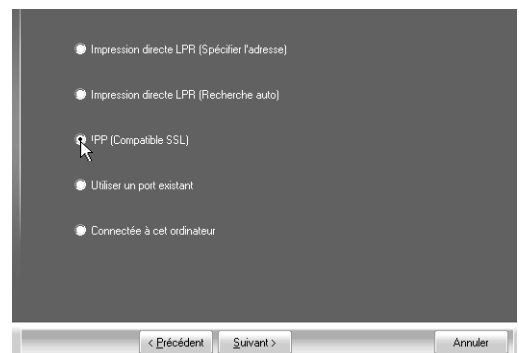 Impression directe LPR (Spécifier l'adresse)
Impression directe LPR (Recherche auto)
IPP (Compatible SSL)
Utiliser un port existant
Connectée à cet ordinateur
< Précédent Suivant > Annuler